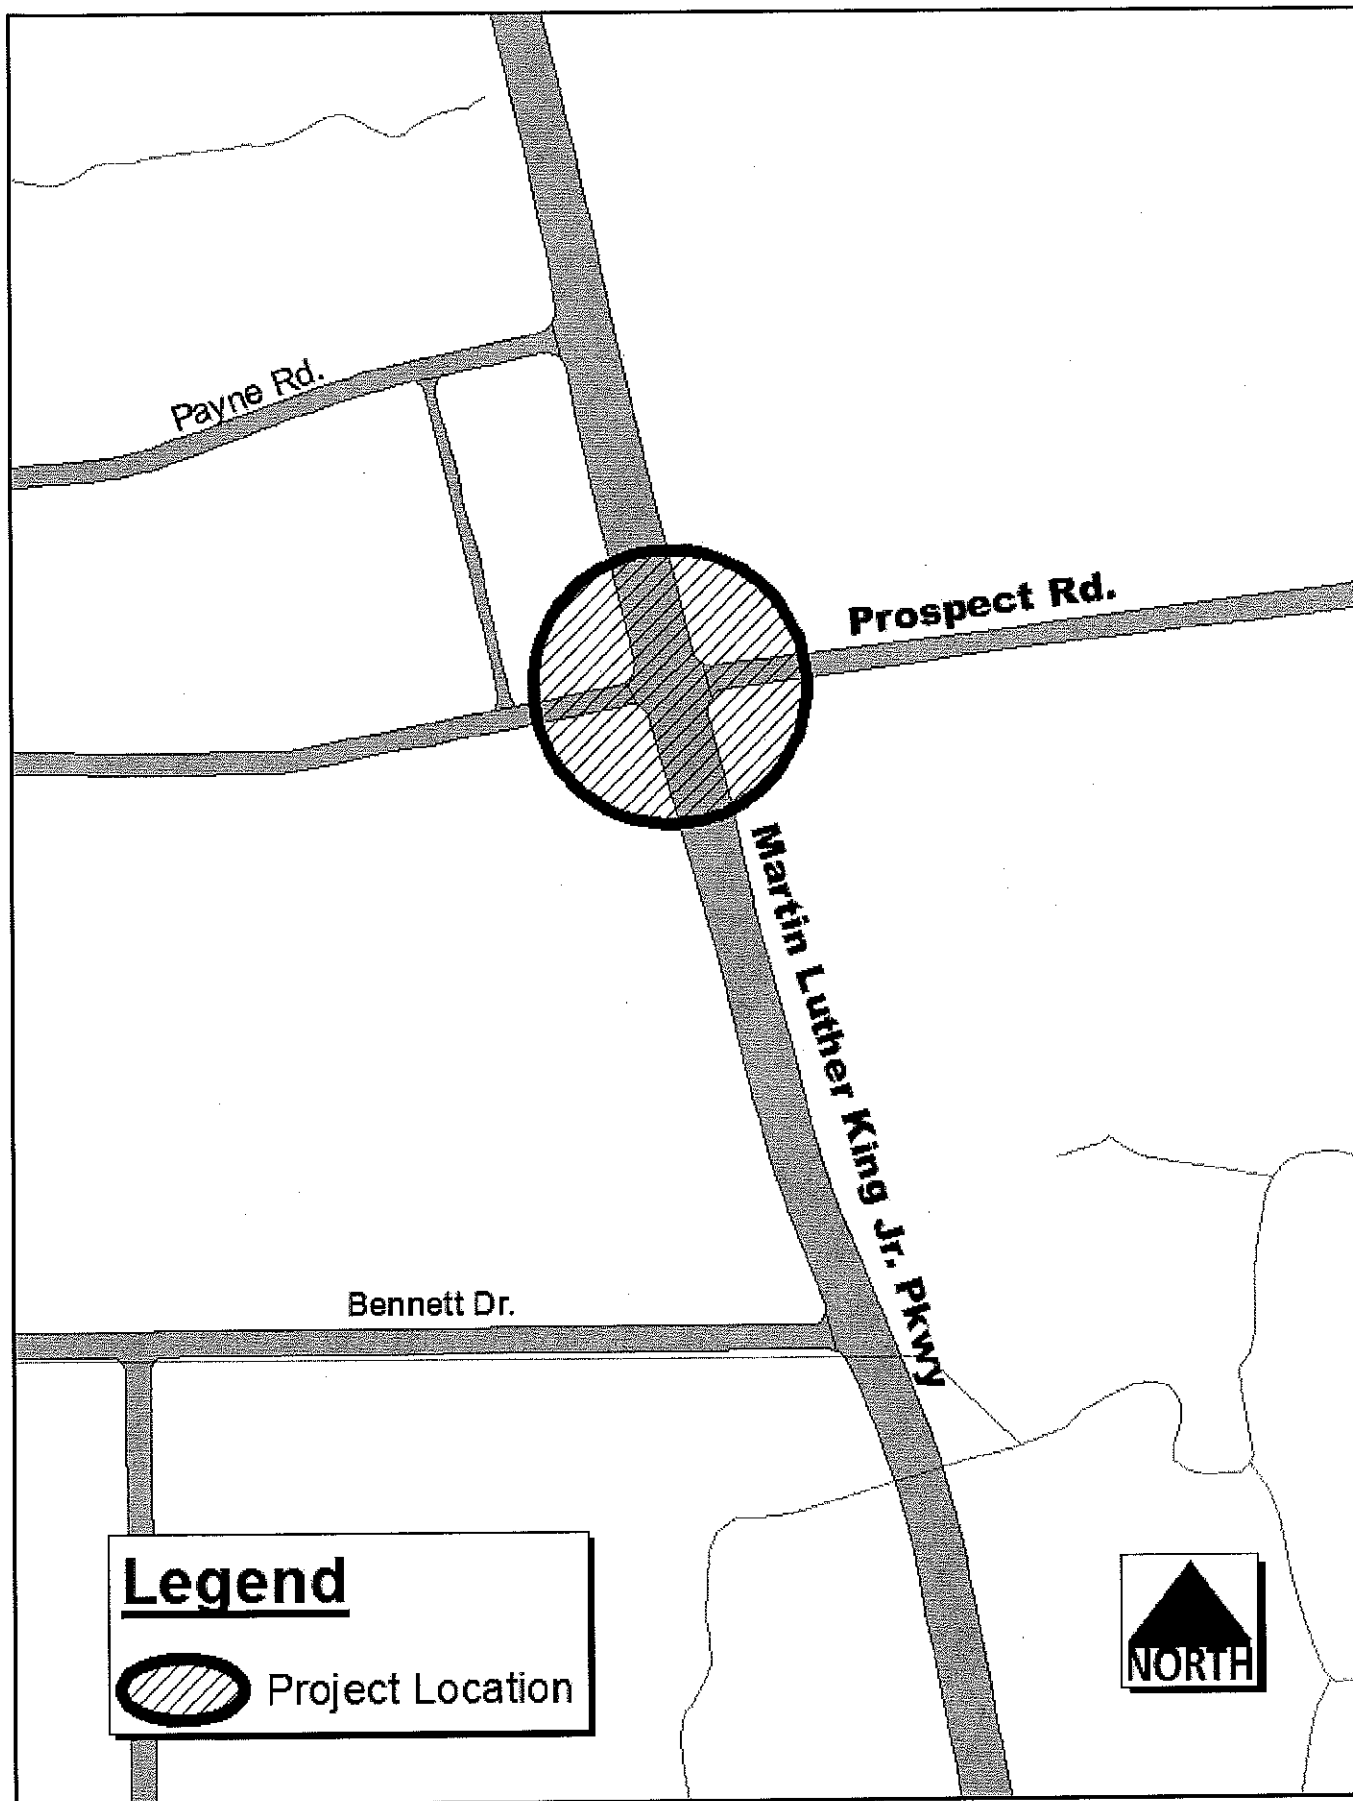 Payne Rd.
Prospect Rd.
Martin Luther King Jr. Pkwy
Bennett Dr.
Legend
Project Location
NORTH